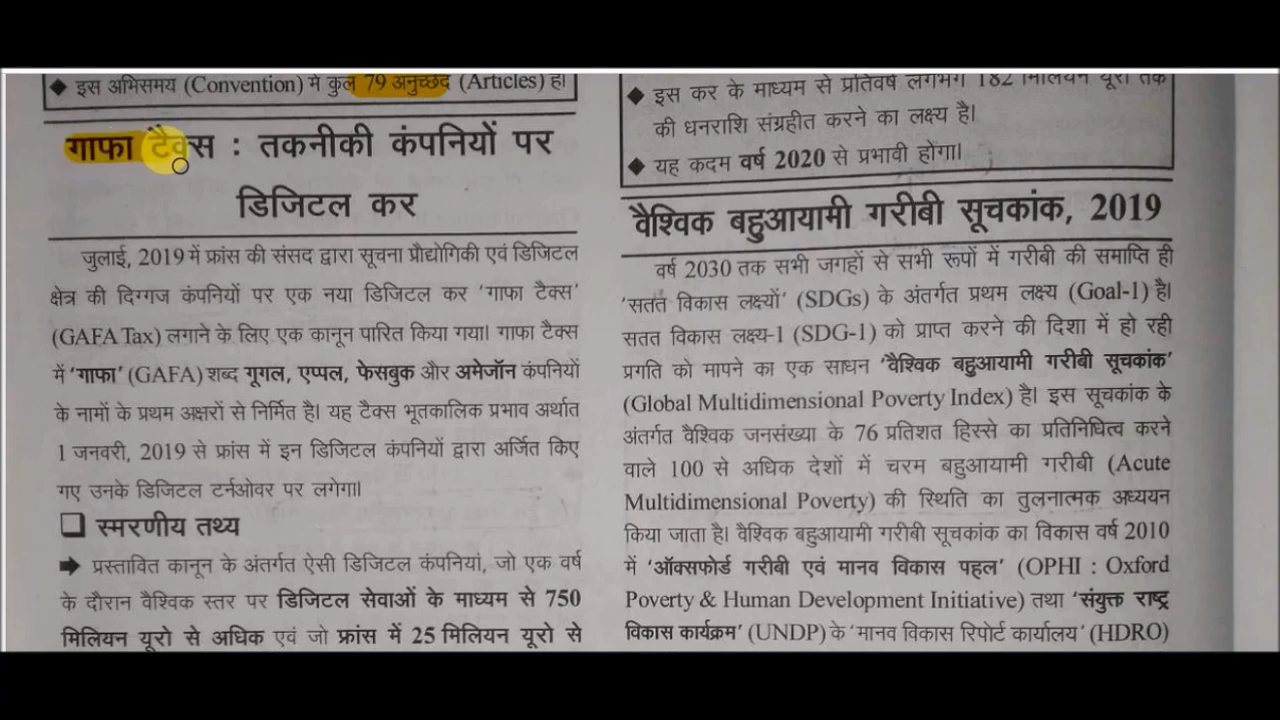 ◆ इस अभिसमय (Convention) में कुल 79 अनुच्छेद (Articles) हैं।
गाफा टैक्स : तकनीकी कंपनियों पर
डिजिटल कर
जुलाई, 2019 में फ्रांस की संसद द्वारा सूचना प्रौद्योगिकी एवं डिजिटल
क्षेत्र की दिग्गज कंपनियों पर एक नया डिजिटल कर 'गाफा टैक्स'
(GAFA Tax) लगाने के लिए एक कानून पारित किया गया। गाफा टैक्स
में 'गाफा' (GAFA) शब्द गूगल, एप्पल, फेसबुक और अमेजॉन कंपनियों
के नामों के प्रथम अक्षरों से निर्मित है। यह टैक्स भूतकालिक प्रभाव अर्थात
1 जनवरी, 2019 से फ्रांस में इन डिजिटल कंपनियों द्वारा अर्जित किए
गए उनके डिजिटल टर्नओवर पर लगेगा।
❑ स्मरणीय तथ्य
➡ प्रस्तावित कानून के अंतर्गत ऐसी डिजिटल कंपनियां, जो एक वर्ष
के दौरान वैश्विक स्तर पर डिजिटल सेवाओं के माध्यम से 750
मिलियन यूरो से अधिक एवं जो फ्रांस में 25 मिलियन यूरो से
◆ इस कर के माध्यम से प्रतिवर्ष लगभग 182 मिलियन यूरो तक
की धनराशि संग्रहीत करने का लक्ष्य है।
◆ यह कदम वर्ष 2020 से प्रभावी होगा।
वैश्विक बहुआयामी गरीबी सूचकांक, 2019
वर्ष 2030 तक सभी जगहों से सभी रूपों में गरीबी की समाप्ति ही
'सतत विकास लक्ष्यों' (SDGs) के अंतर्गत प्रथम लक्ष्य (Goal-1) है।
सतत विकास लक्ष्य-1 (SDG-1) को प्राप्त करने की दिशा में हो रही
प्रगति को मापने का एक साधन 'वैश्विक बहुआयामी गरीबी सूचकांक'
(Global Multidimensional Poverty Index) है। इस सूचकांक के
अंतर्गत वैश्विक जनसंख्या के 76 प्रतिशत हिस्से का प्रतिनिधित्व करने
वाले 100 से अधिक देशों में चरम बहुआयामी गरीबी (Acute
Multidimensional Poverty) की स्थिति का तुलनात्मक अध्ययन
किया जाता है। वैश्विक बहुआयामी गरीबी सूचकांक का विकास वर्ष 2010
में 'ऑक्सफोर्ड गरीबी एवं मानव विकास पहल' (OPHI : Oxford
Poverty & Human Development Initiative) तथा 'संयुक्त राष्ट्र
विकास कार्यक्रम' (UNDP) के 'मानव विकास रिपोर्ट कार्यालय' (HDRO)